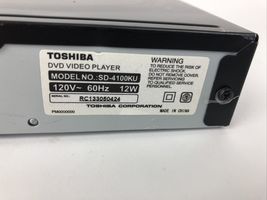 TOSHIBA
DVD VIDEO PLAYER
MODEL NO. SD-4100KU
120V~ 60Hz 12W
SERIAL NO. RC133050424
TOSHIBA CORPORATION
PM0000000
WARNING
TO REDUCE THE RISK
OF ELECTRIC SHOCK,
DO NOT REMOVE COVER.
REFER SERVICING
TO QUALIFIED PERSONNEL.
MADE IN CHINA